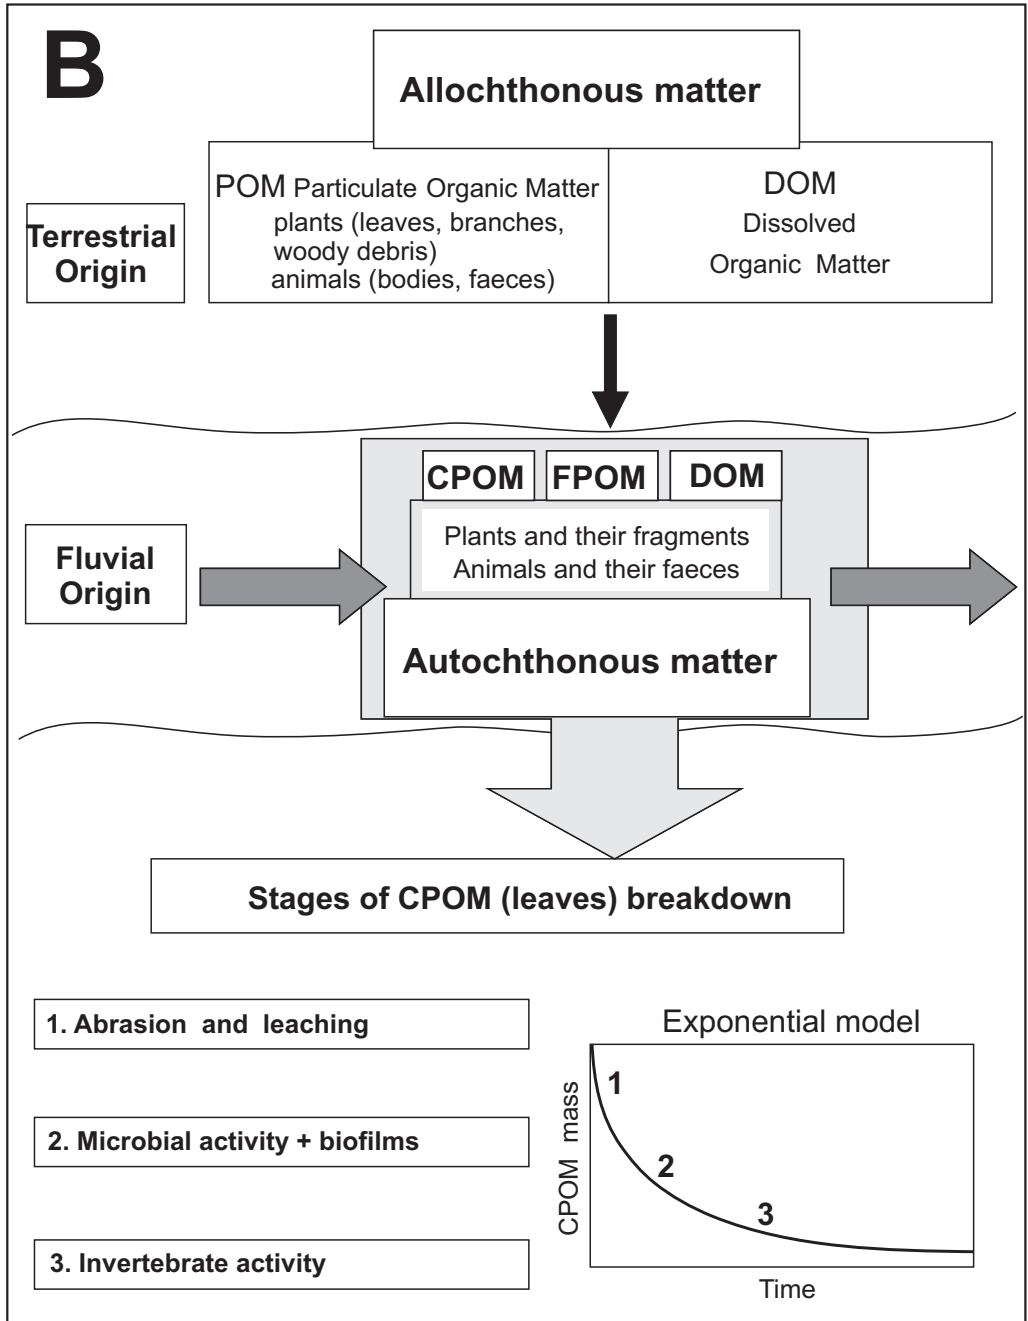 B
Allochthonous matter
POM Particulate Organic Matter
plants (leaves, branches,
woody debris)
animals (bodies, faeces)
DOM
Dissolved
Organic Matter
Terrestrial
Origin
CPOM
FPOM
DOM
Plants and their fragments
Animals and their faeces
Fluvial
Origin
Autochthonous matter
Stages of CPOM (leaves) breakdown
1. Abrasion and leaching
2. Microbial activity + biofilms
3. Invertebrate activity
Exponential model
CPOM mass
1
2
3
Time